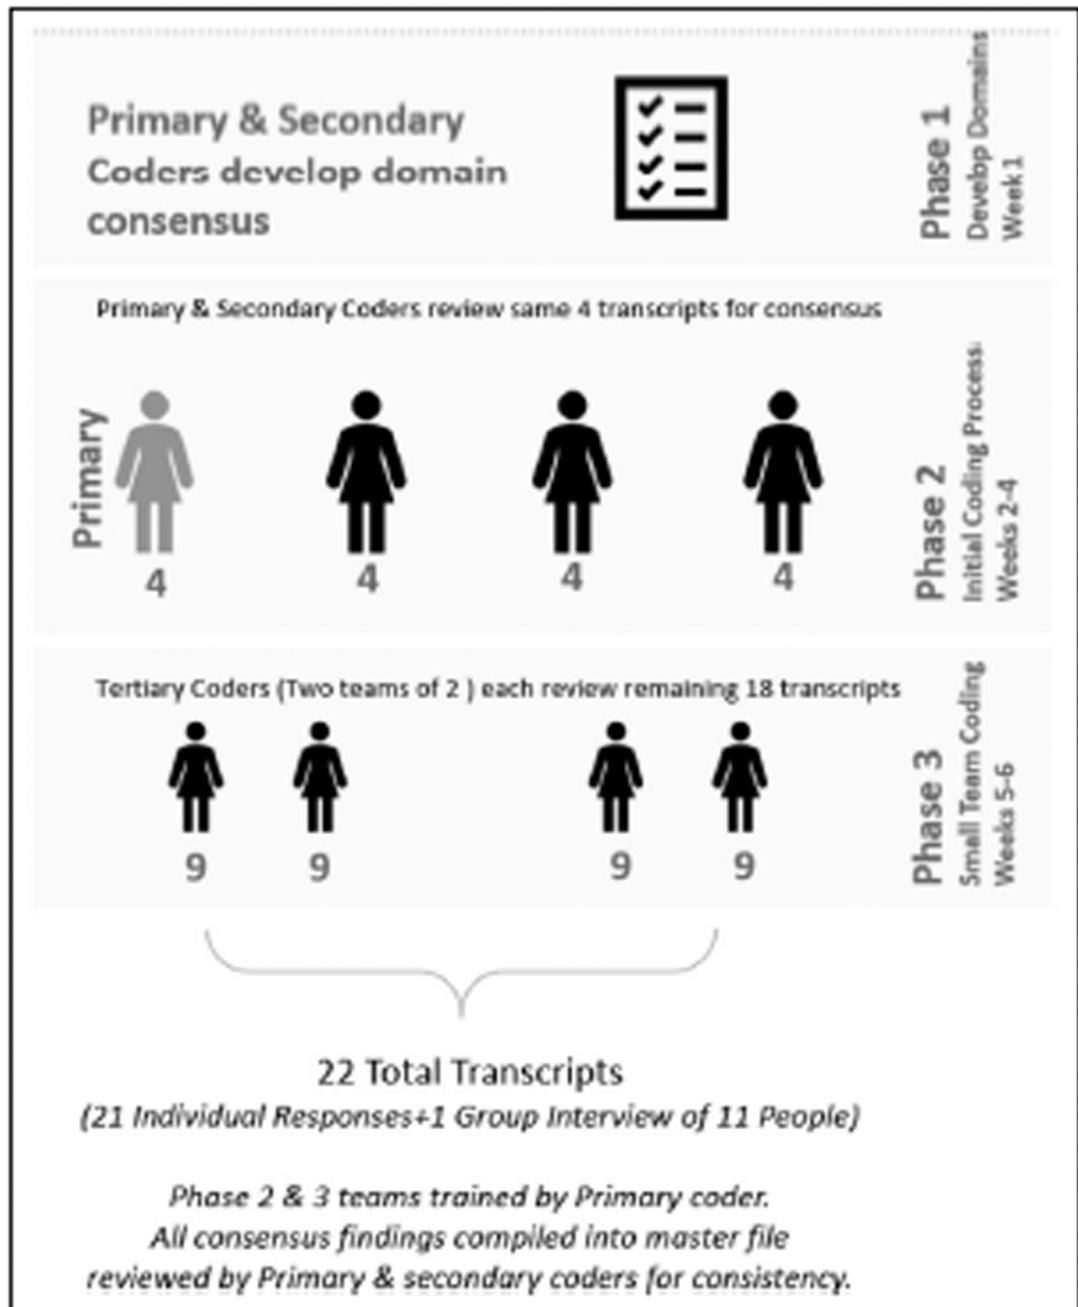 Primary & Secondary
Coders develop domain
consensus
Phase 1
Develop Domains
Week 1
Primary & Secondary Coders review same 4 transcripts for consensus
Primary
4 4 4 4
Phase 2
Initial Coding Process
Weeks 2-4
Tertiary Coders (Two teams of 2 ) each review remaining 18 transcripts
9 9 9 9
Phase 3
Small Team Coding
Weeks 5-6
22 Total Transcripts
(21 Individual Responses+1 Group Interview of 11 People)
Phase 2 & 3 teams trained by Primary coder.
All consensus findings compiled into master file
reviewed by Primary & secondary coders for consistency.